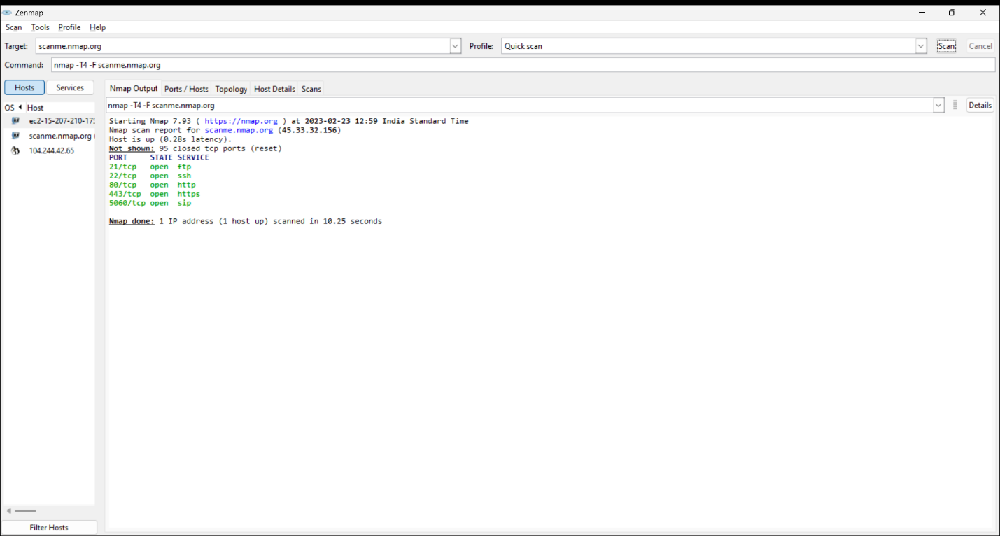 Zenmap
Scan Tools Profile Help
Target: scanme.nmap.org Profile: Quick scan Scan Cancel
Command: nmap -T4 -F scanme.nmap.org
Hosts Services Nmap Output Ports / Hosts Topology Host Details Scans
nmap -T4 -F scanme.nmap.org Details
OS Host
ec2-15-207-210-175
scanme.nmap.org (
104.244.42.65
Starting Nmap 7.93 ( https://nmap.org ) at 2023-02-23 12:59 India Standard Time
Nmap scan report for scanme.nmap.org (45.33.32.156)
Host is up (0.28s latency).
Not shown: 95 closed tcp ports (reset)
PORT STATE SERVICE
21/tcp open ftp
22/tcp open ssh
80/tcp open http
443/tcp open https
5060/tcp open sip
Nmap done: 1 IP address (1 host up) scanned in 10.25 seconds
Filter Hosts